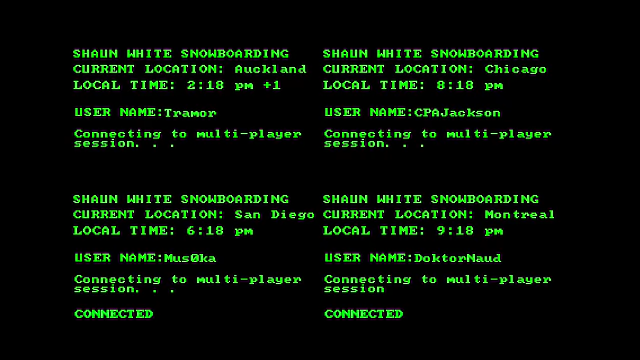 SHAUN WHITE SNOWBOARDING
CURRENT LOCATION: Auckland
LOCAL TIME: 2:18 pm +1
USER NAME:Tramor
Connecting to multi-player
session. . .
SHAUN WHITE SNOWBOARDING
CURRENT LOCATION: Chicago
LOCAL TIME: 8:18 pm
USER NAME:CPAJackson
Connecting to multi-player
session. . .
SHAUN WHITE SNOWBOARDING
CURRENT LOCATION: San Diego
LOCAL TIME: 6:18 pm
USER NAME:Mus0ka
Connecting to multi-player
session. . .
CONNECTED
SHAUN WHITE SNOWBOARDING
CURRENT LOCATION: Montreal
LOCAL TIME: 9:18 pm
USER NAME:DoktorNaud
Connecting to multi-player
session
CONNECTED